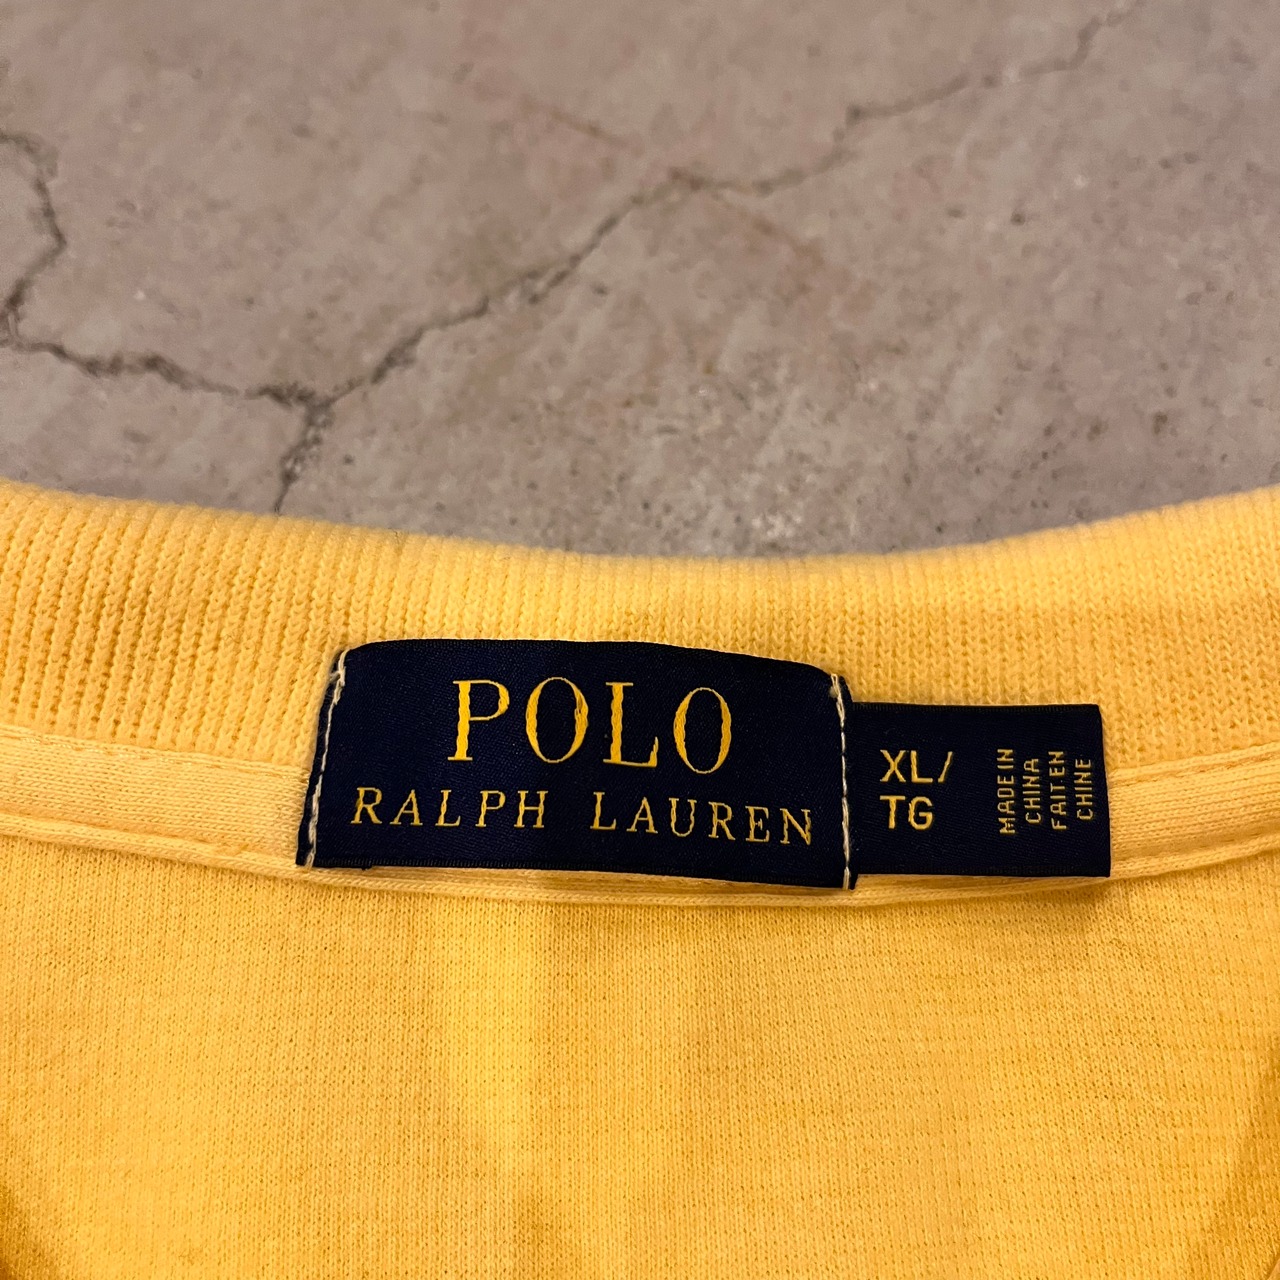 POLO
RALPH LAUREN
XL/
TG
MADE IN
CHINA
FAIT EN
CHINE